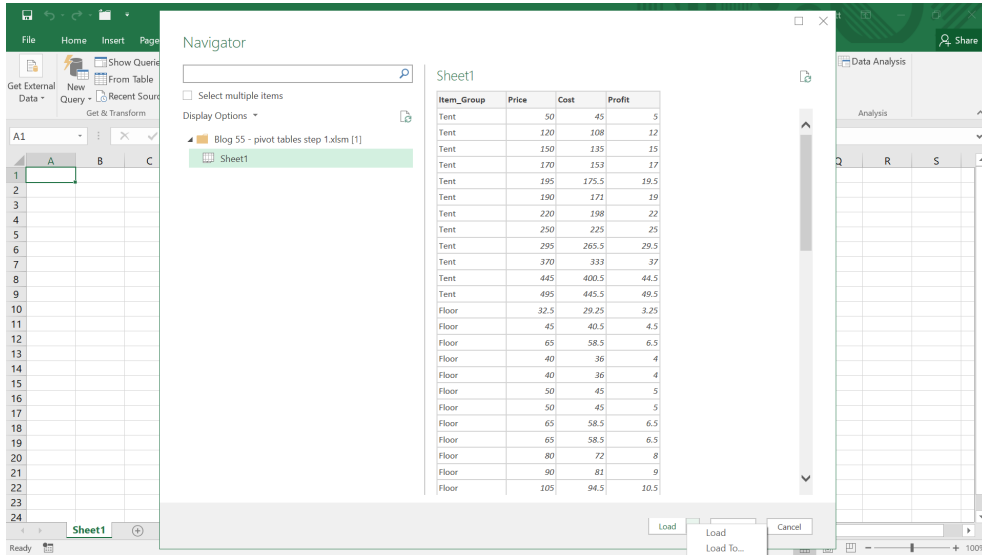 File Home Insert Page
Share
Get External
Data
New
Query
Show Querie
From Table
Recent Sourc
Get & Transform
Data Analysis
Analysis
A1
A B C Q R S
1
2
3
4
5
6
7
8
9
10
11
12
13
14
15
16
17
18
19
20
21
22
23
24
Sheet1
Ready
100
Navigator
Select multiple items
Display Options
Blog 55 - pivot tables step 1.xlsm [1]
Sheet1
Sheet1
Item_Group Price Cost Profit
Tent 50 45 5
Tent 120 108 12
Tent 150 135 15
Tent 170 153 17
Tent 195 175.5 19.5
Tent 190 171 19
Tent 220 198 22
Tent 250 225 25
Tent 295 265.5 29.5
Tent 370 333 37
Tent 445 400.5 44.5
Tent 495 445.5 49.5
Floor 32.5 29.25 3.25
Floor 45 40.5 4.5
Floor 65 58.5 6.5
Floor 40 36 4
Floor 40 36 4
Floor 50 45 5
Floor 50 45 5
Floor 65 58.5 6.5
Floor 65 58.5 6.5
Floor 80 72 8
Floor 90 81 9
Floor 105 94.5 10.5
Load Cancel
Load
Load To...